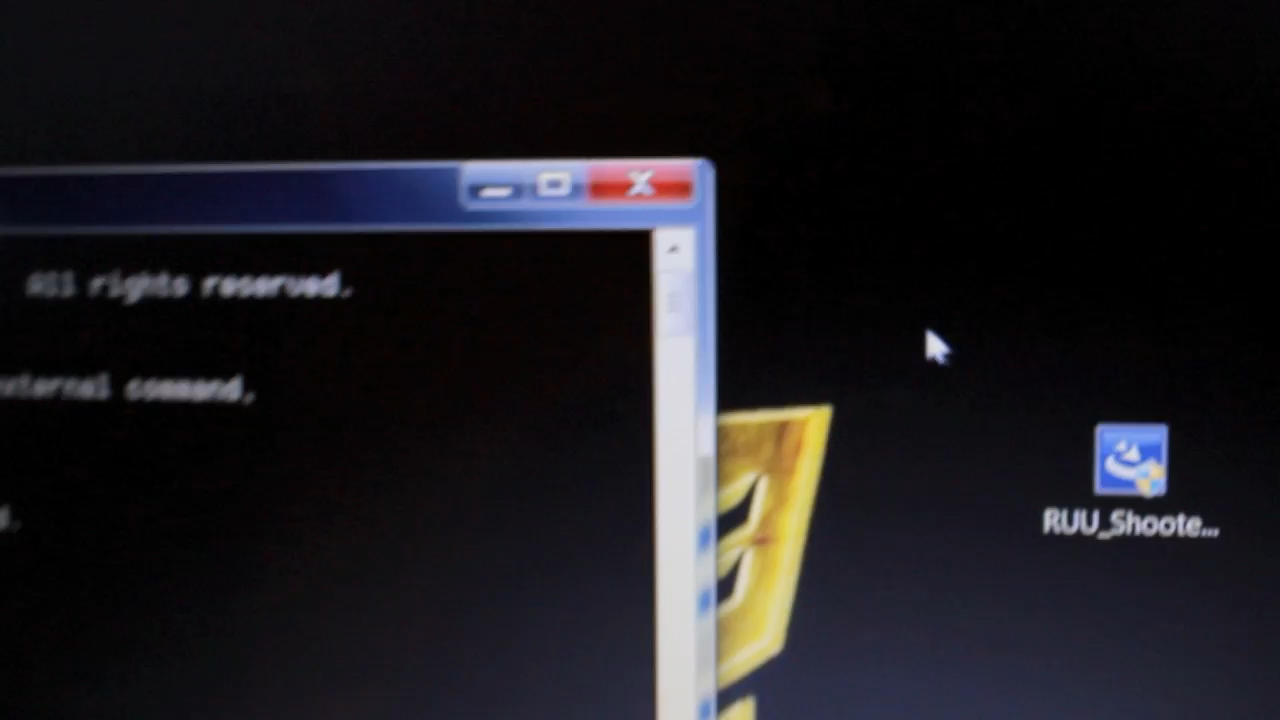 All rights reserved.
external command,
d.
RUU_Shoote...